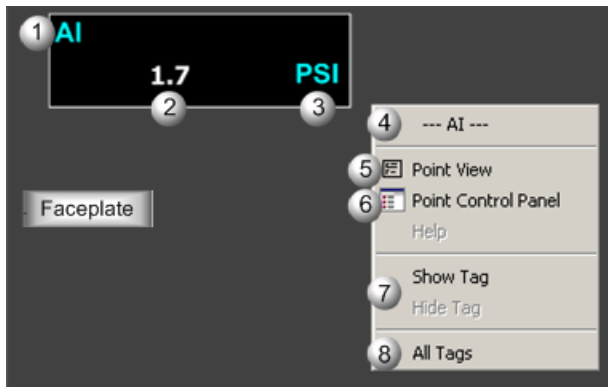 1 AI
1.7 PSI
2 3
4 --- AI ---
5 Point View
6 Point Control Panel
Help
Faceplate
Show Tag
7
Hide Tag
8 All Tags